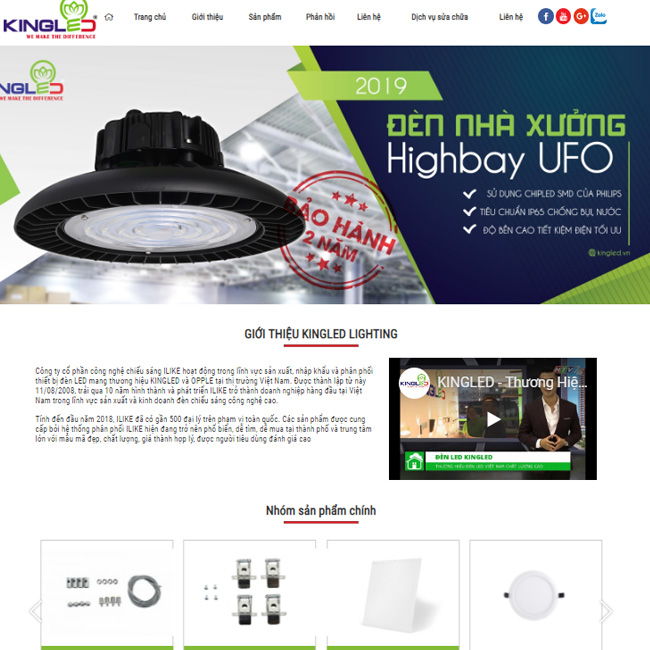 KINGLED
WE MAKE THE DIFFERENCE
Trang chủ
Giới thiệu
Sản phẩm
Phản hồi
Liên hệ
Dịch vụ sửa chữa
Liên hệ
Zalo
NGLED
WE MAKE THE DIFFERENCE
2019
ĐÈN NHÀ XƯỞNG
Highbay UFO
SỬ DỤNG CHIPLED SMD CỦA PHILIPS
TIÊU CHUẨN IP65 CHỐNG BỤI, NƯỚC
ĐỘ BỀN CAO TIẾT KIỆM ĐIỆN TỐI ƯU
BẢO HÀNH
2 NĂM
kingled.vn
GIỚI THIỆU KINGLED LIGHTING
Công ty cổ phần công nghệ chiếu sáng ILIKE hoạt động trong lĩnh vực sản xuất, nhập khẩu và phân phối
thiết bị đèn LED mang thương hiệu KINGLED và OPPLE tại thị trường Việt Nam. Được thành lập từ này
11/08/2008, trải qua 10 năm hình thành và phát triển ILIKE trở thành doanh nghiệp hàng đầu tại Việt
Nam trong lĩnh vực sản xuất và kinh doanh đèn chiếu sáng công nghệ cao.
Tính đến đầu năm 2018, ILIKE đã có gần 500 đại lý trên phạm vi toàn quốc. Các sản phẩm được cung
cấp bởi hệ thống phân phối ILIKE hiện đang trở nên phổ biến, dễ tìm, dễ mua tại thành phố và trung tâm
lớn với mẫu mã đẹp, chất lượng, giá thành hợp lý, được người tiêu dùng đánh giá cao
KINGLED
KINGLED - Thương Hiệ...
ĐÈN LED KINGLED
THƯƠNG HIỆU ĐÈN LED VIỆT NAM CHẤT LƯỢNG CAO
Nhóm sản phẩm chính